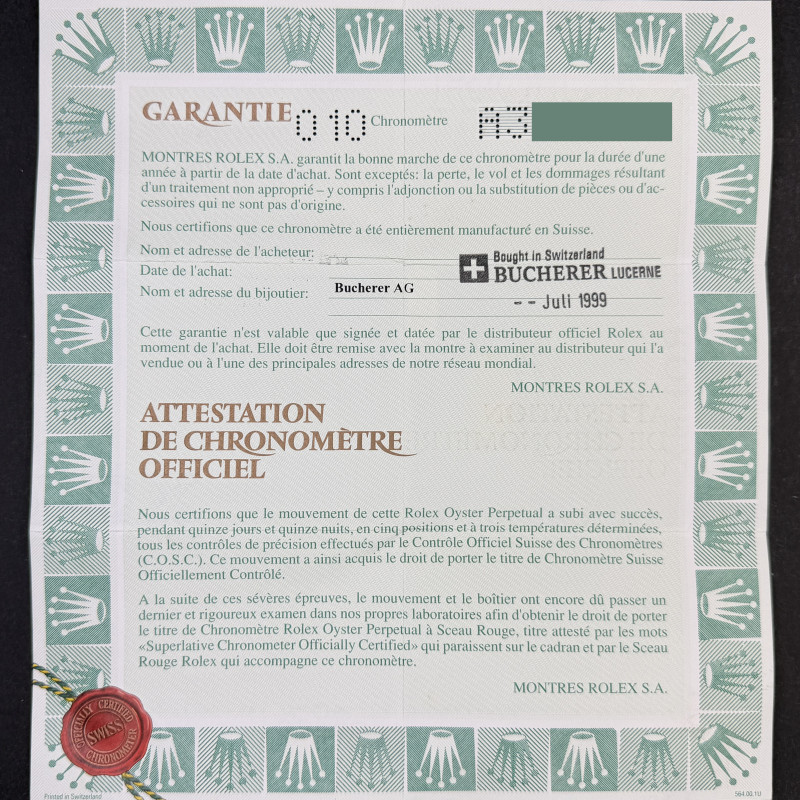 GARANTIE 010 Chronomètre A3
MONTRES ROLEX S.A. garantit la bonne marche de ce chronomètre pour la durée d'une
année à partir de la date d'achat. Sont exceptés: la perte, le vol et les dommages résultant
d'un traitement non approprié – y compris l'adjonction ou la substitution de pièces ou d'ac-
cessoires qui ne sont pas d'origine.
Nous certifions que ce chronomètre a été entièrement manufacturé en Suisse.
Nom et adresse de l'acheteur:
Date de l'achat:
Nom et adresse du bijoutier: Bucherer AG
Bought in Switzerland
BUCHERER LUCERNE
-- Juli 1999
Cette garantie n'est valable que signée et datée par le distributeur officiel Rolex au
moment de l'achat. Elle doit être remise avec la montre à examiner au distributeur qui l'a
vendue ou à l'une des principales adresses de notre réseau mondial.
MONTRES ROLEX S.A.
ATTESTATION
DE CHRONOMÈTRE
OFFICIEL
Nous certifions que le mouvement de cette Rolex Oyster Perpetual a subi avec succès,
pendant quinze jours et quinze nuits, en cinq positions et à trois températures déterminées,
tous les contrôles de précision effectués par le Contrôle Officiel Suisse des Chronomètres
(C.O.S.C.). Ce mouvement a ainsi acquis le droit de porter le titre de Chronomètre Suisse
Officiellement Contrôlé.
A la suite de ces sévères épreuves, le mouvement et le boîtier ont encore dû passer un
dernier et rigoureux examen dans nos propres laboratoires afin d'obtenir le droit de porter
le titre de Chronomètre Rolex Oyster Perpetual à Sceau Rouge, titre attesté par les mots
«Superlative Chronometer Officially Certified» qui paraissent sur le cadran et par le Sceau
Rouge Rolex qui accompagne ce chronomètre.
MONTRES ROLEX S.A.
OFFICIALLY CERTIFIED
SWISS
CHRONOMETER
Printed in Switzerland
564.00.1U